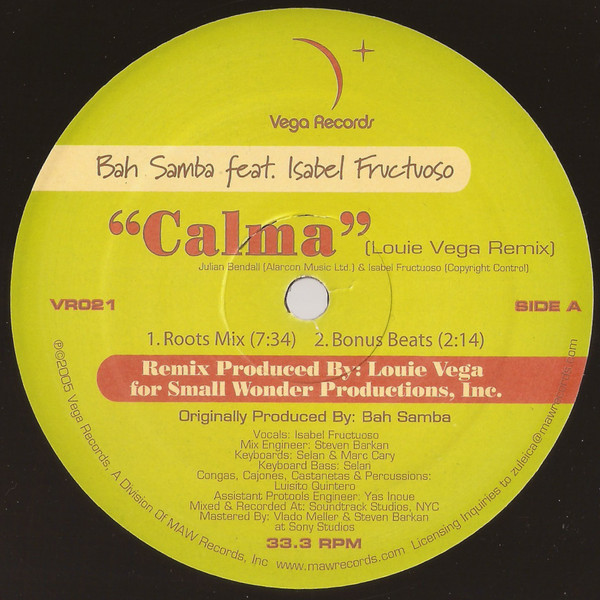 Vega Records
Bah Samba feat. Isabel Fructuoso
“Calma” (Louie Vega Remix)
Julian Bendall (Alarcon Music Ltd.) & Isabel Fructuoso (Copyright Control)
VR021
SIDE A
1. Roots Mix (7:34) 2. Bonus Beats (2:14)
Remix Produced By: Louie Vega
for Small Wonder Productions, Inc.
Originally Produced By: Bah Samba
Vocals: Isabel Fructuoso
Mix Engineer: Steven Barkan
Keyboards: Selan & Marc Cary
Keyboard Bass: Selan
Congas, Cajones, Castanetas & Percussions:
Luisito Quintero
Assistant Protools Engineer: Yas Inoue
Mixed & Recorded At: Soundtrack Studios, NYC
Mastered By: Vlado Meller & Steven Barkan
at Sony Studios
33.3 RPM
℗©2005 Vega Records, A Division Of MAW Records, Inc www.mawrecords.com Licensing Inquiries to zuleica@mawrecords.com